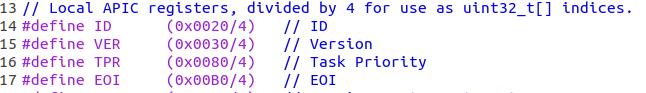 13 // Local APIC registers, divided by 4 for use as uint32_t[] indices.
14 #define ID      (0x0020/4)   // ID
15 #define VER     (0x0030/4)   // Version
16 #define TPR     (0x0080/4)   // Task Priority
17 #define EOI     (0x00B0/4)   // EOI